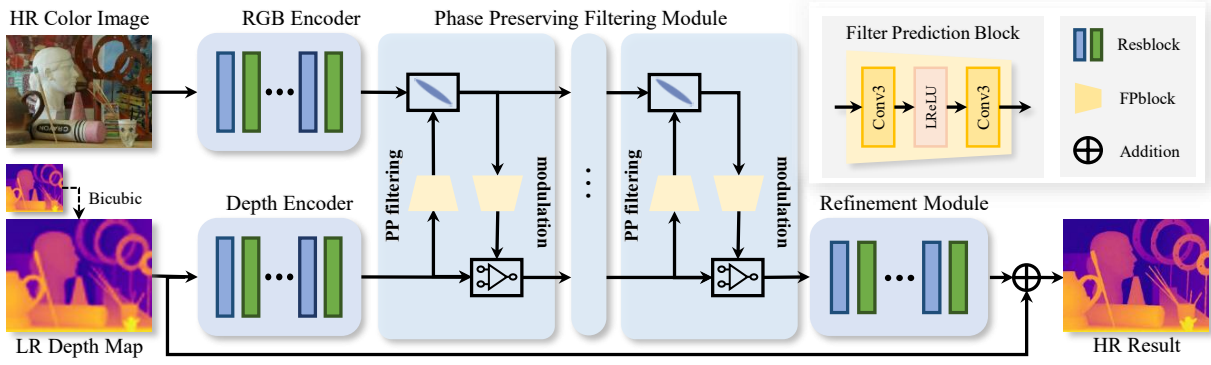 HR Color Image
RGB Encoder
Phase Preserving Filtering Module
Filter Prediction Block
Conv3
LReLU
Conv3
Resblock
FPblock
Addition
CRAYON
Bicubic
Depth Encoder
PP filtering
modulation
PP filtering
modulation
Refinement Module
LR Depth Map
HR Result